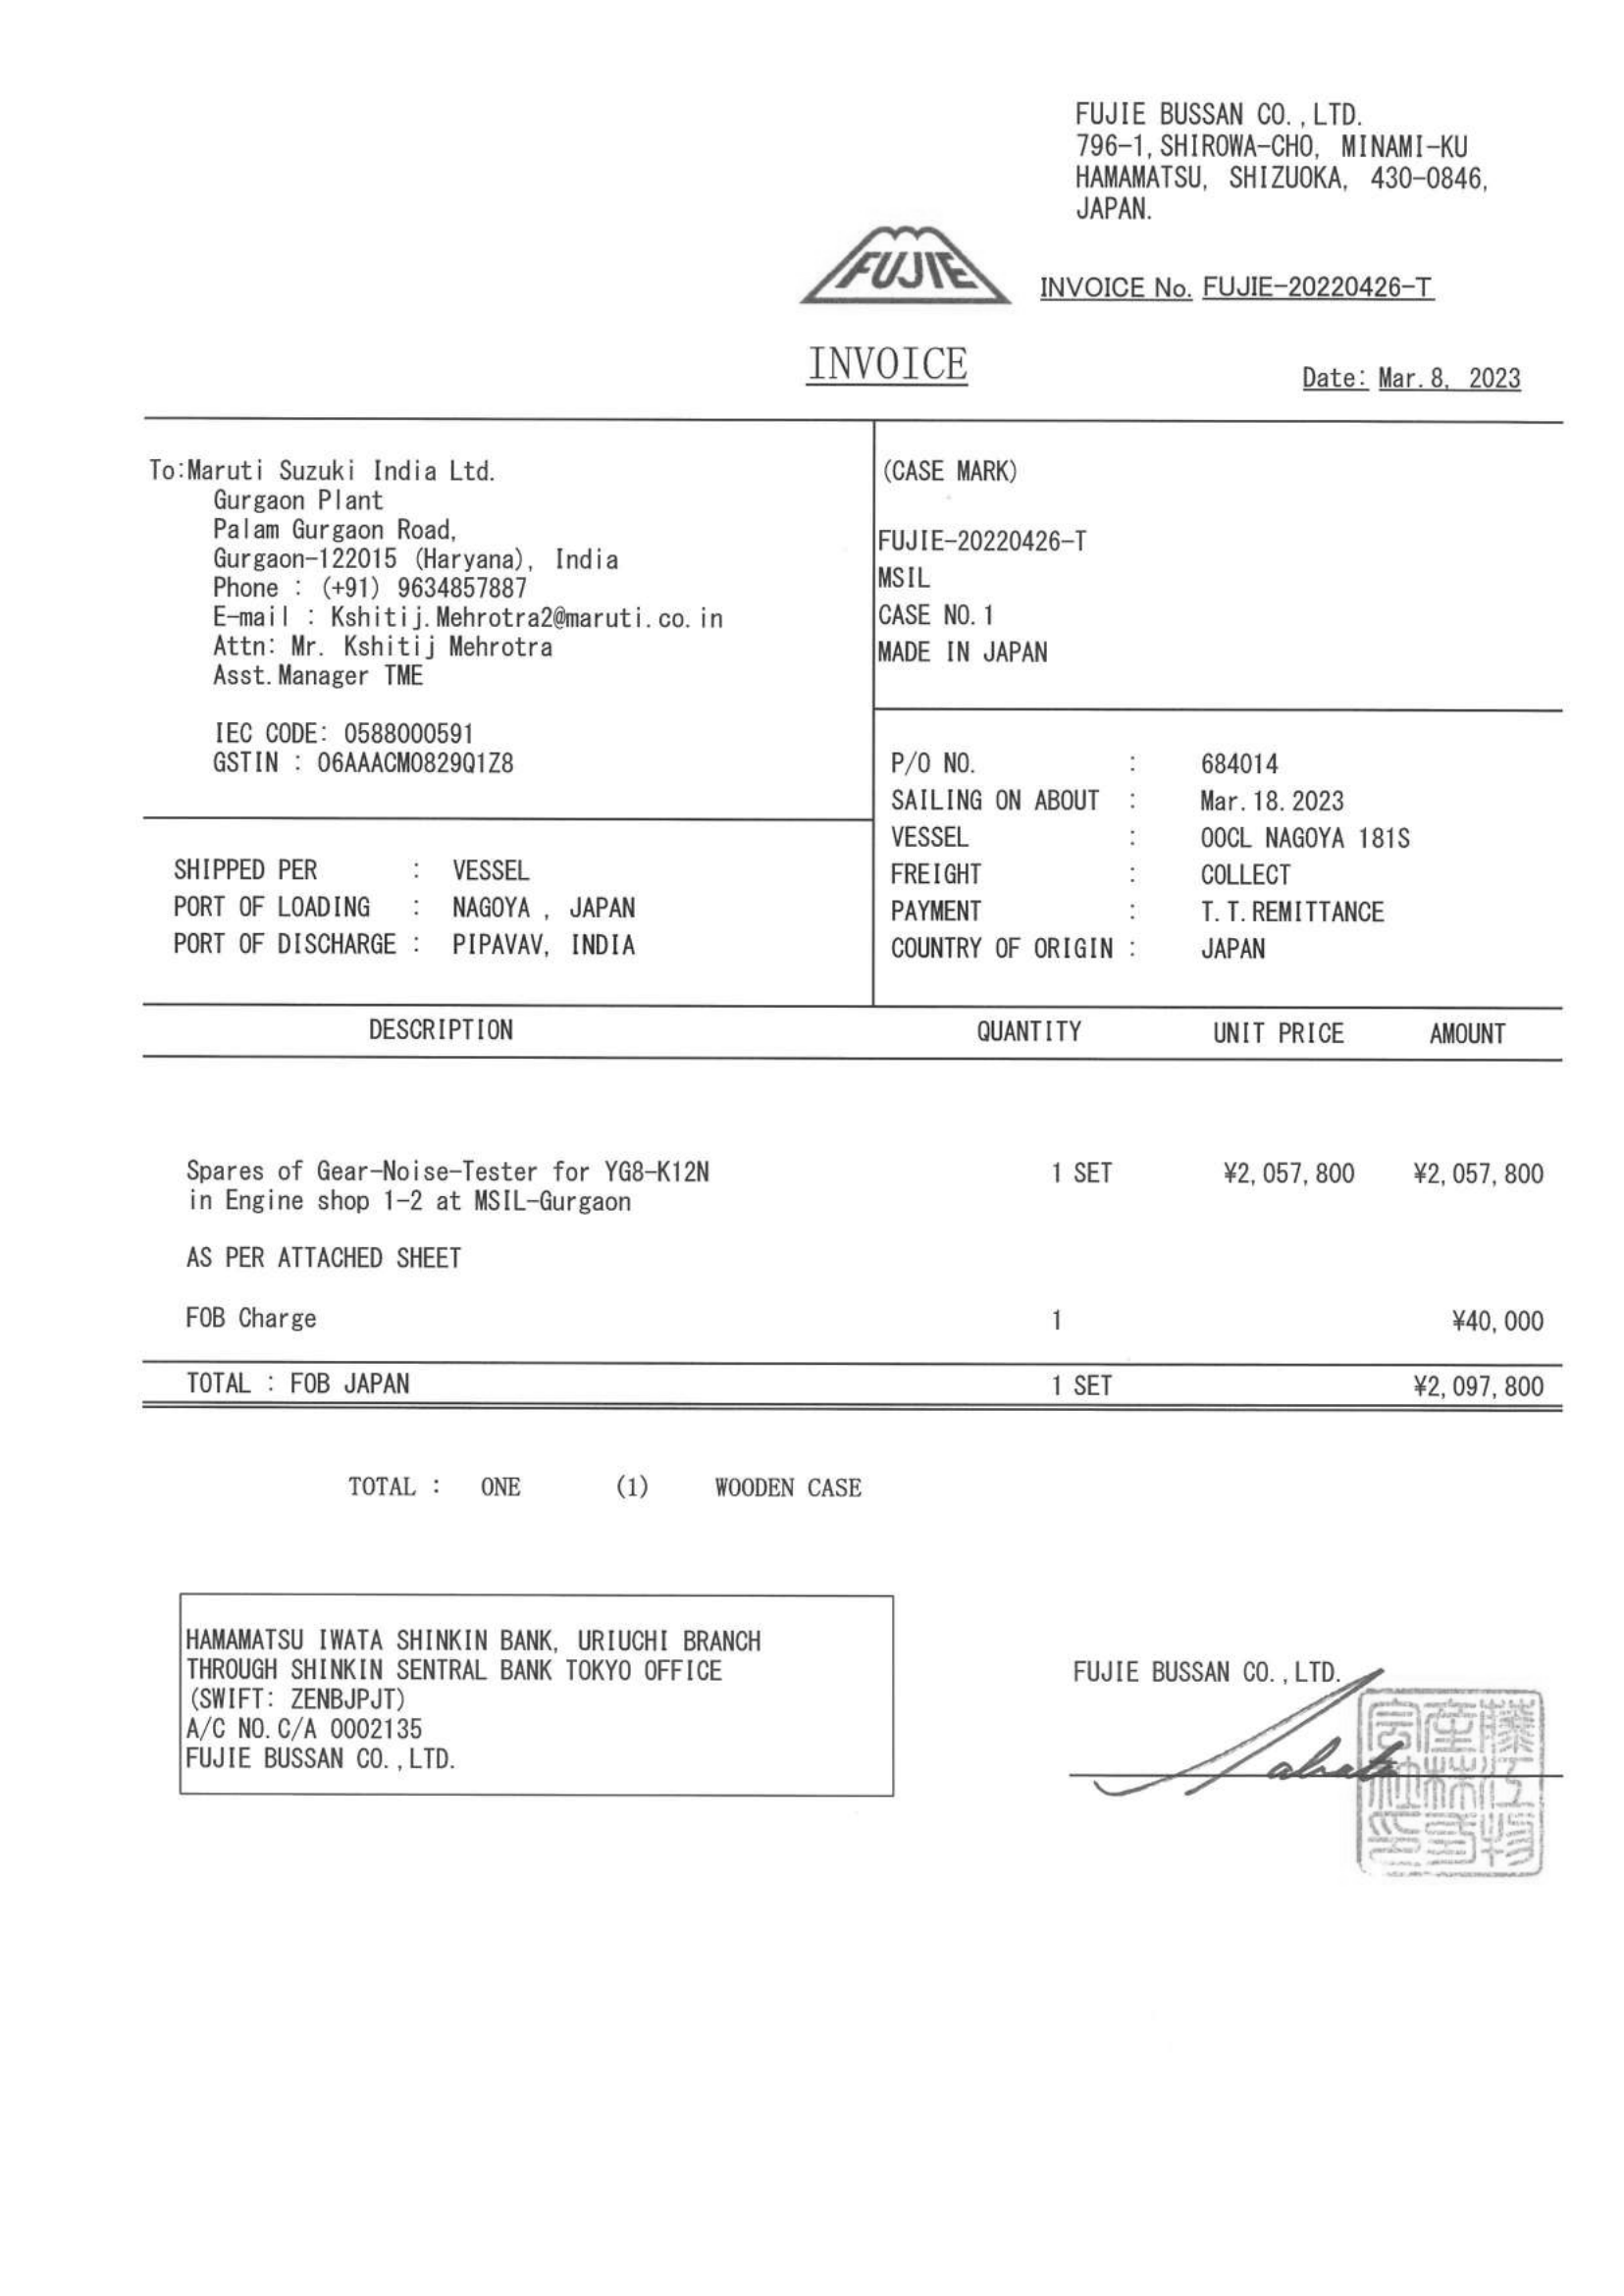 FUJIE BUSSAN CO.,LTD.
796-1,SHIROWA-CHO, MINAMI-KU
HAMAMATSU, SHIZUOKA, 430-0846,
JAPAN.
FUJIE
INVOICE No. FUJIE-20220426-T
INVOICE
Date: Mar.8, 2023
To:Maruti Suzuki India Ltd.
Gurgaon Plant
Palam Gurgaon Road,
Gurgaon-122015 (Haryana), India
Phone : (+91) 9634857887
E-mail : Kshitij.Mehrotra2@maruti.co.in
Attn: Mr. Kshitij Mehrotra
Asst.Manager TME
IEC CODE: 0588000591
GSTIN : 06AAACM0829Q1Z8
(CASE MARK)
FUJIE-20220426-T
MSIL
CASE NO.1
MADE IN JAPAN
SHIPPED PER : VESSEL
PORT OF LOADING : NAGOYA , JAPAN
PORT OF DISCHARGE : PIPAVAV, INDIA
P/O NO. : 684014
SAILING ON ABOUT : Mar.18.2023
VESSEL : OOCL NAGOYA 181S
FREIGHT : COLLECT
PAYMENT : T.T.REMITTANCE
COUNTRY OF ORIGIN : JAPAN
DESCRIPTION QUANTITY UNIT PRICE AMOUNT
Spares of Gear-Noise-Tester for YG8-K12N 1 SET ¥2,057,800 ¥2,057,800
in Engine shop 1-2 at MSIL-Gurgaon
AS PER ATTACHED SHEET
FOB Charge 1 ¥40,000
TOTAL : FOB JAPAN 1 SET ¥2,097,800
TOTAL : ONE (1) WOODEN CASE
HAMAMATSU IWATA SHINKIN BANK, URIUCHI BRANCH
THROUGH SHINKIN SENTRAL BANK TOKYO OFFICE
(SWIFT: ZENBJPJT)
A/C NO.C/A 0002135
FUJIE BUSSAN CO.,LTD.
FUJIE BUSSAN CO.,LTD.